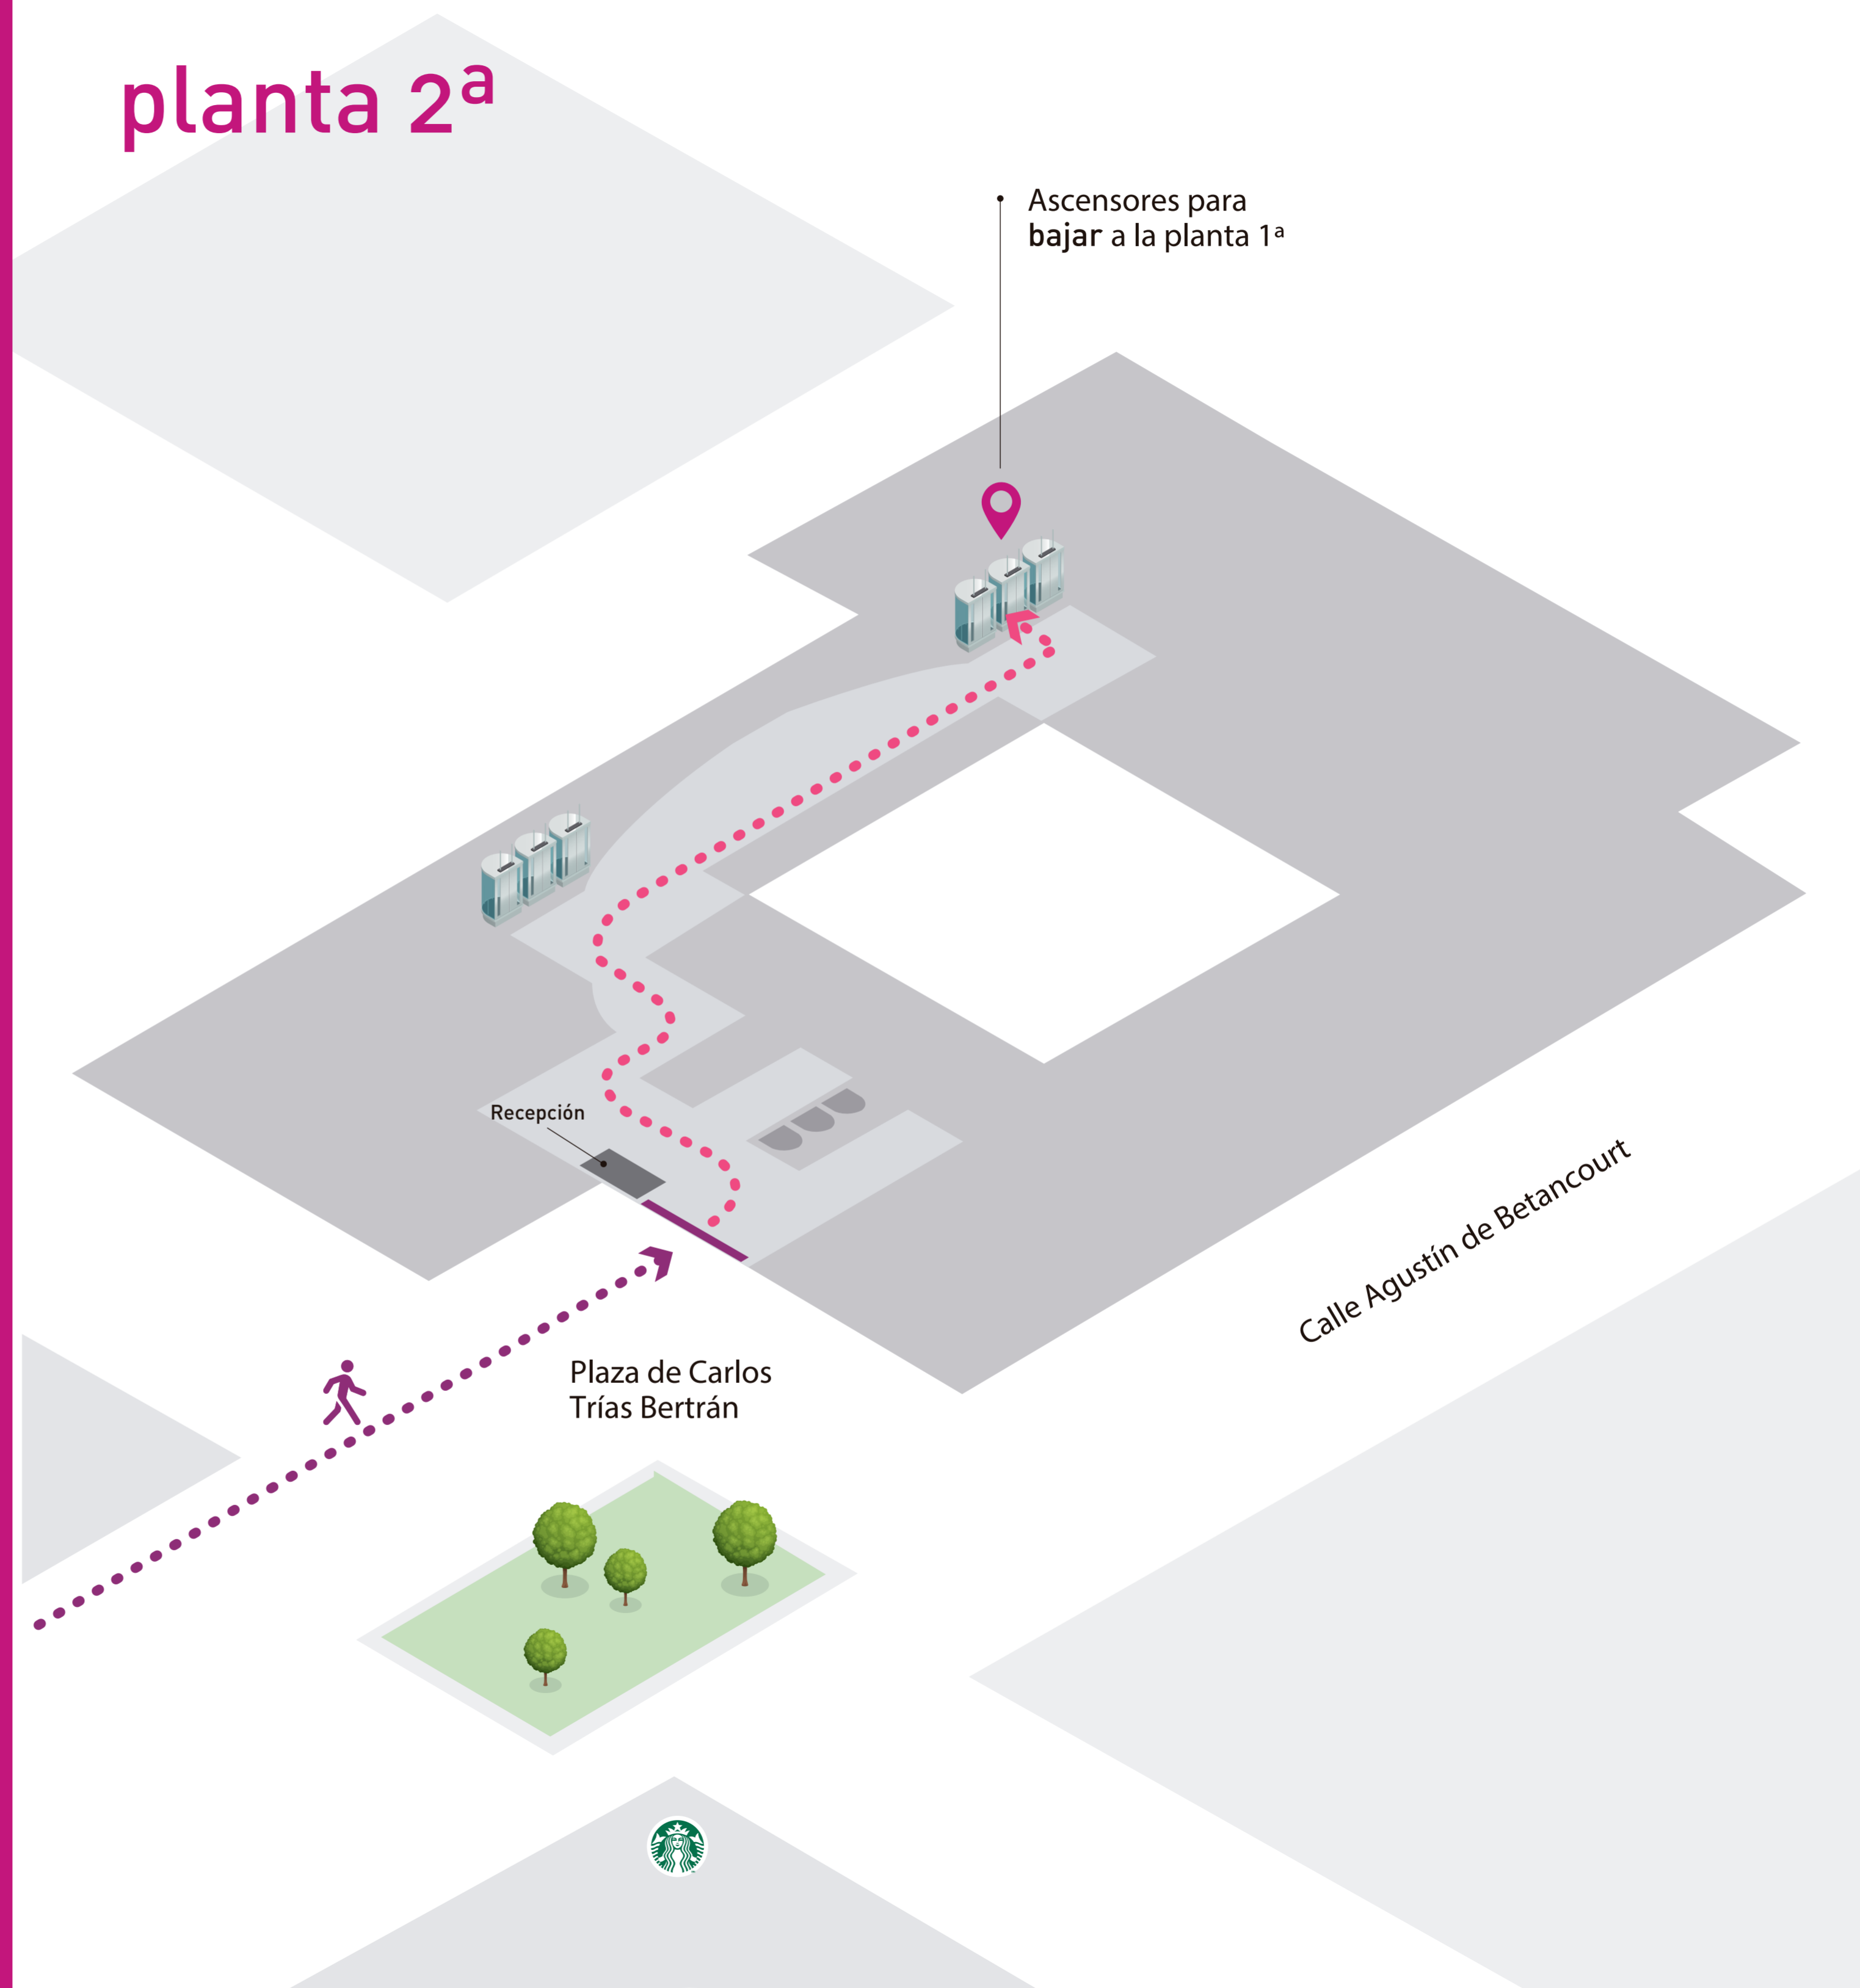 planta 2ª
Ascensores para
bajar a la planta 1ª
Recepción
Calle Agustín de Betancourt
Plaza de Carlos
Trías Bertrán